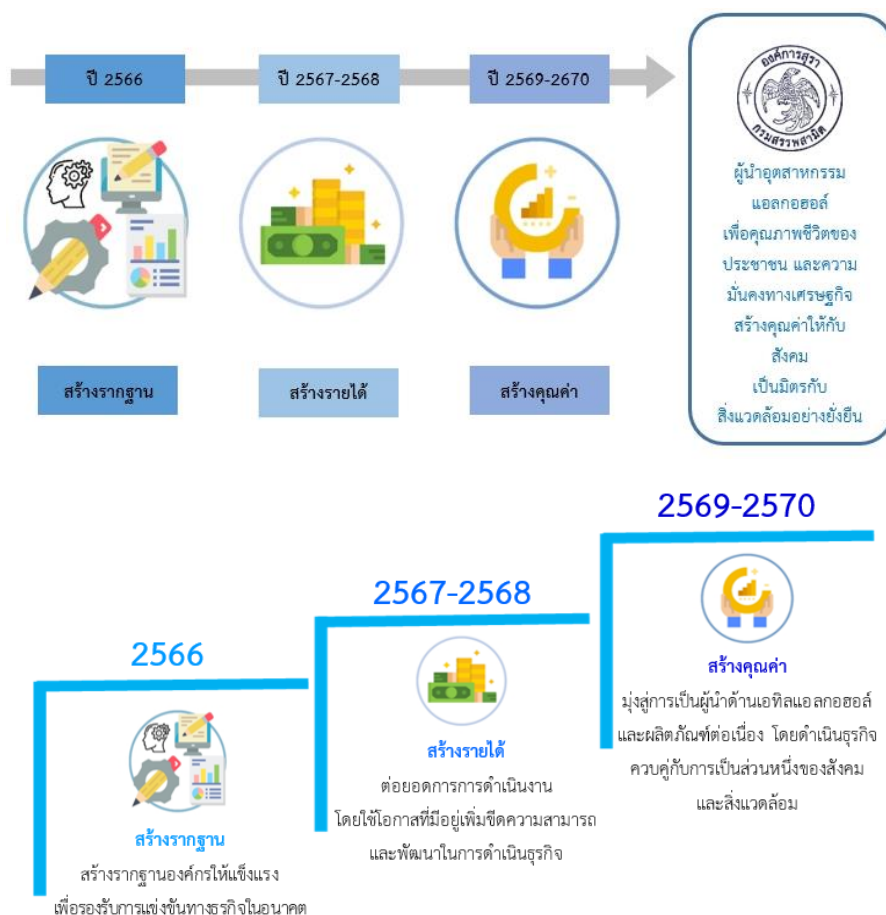 ปี 2566
ปี 2567-2568
ปี 2569-2670
องค์การสุรา
กรมสรรพสามิต
ผู้นำอุตสาหกรรม
แอลกอฮอล์
เพื่อคุณภาพชีวิตของ
ประชาชน และความ
มั่นคงทางเศรษฐกิจ
สร้างคุณค่าให้กับ
สังคม
เป็นมิตรกับ
สิ่งแวดล้อมอย่างยั่งยืน
สร้างรากฐาน
สร้างรายได้
สร้างคุณค่า
2566
สร้างรากฐาน
สร้างรากฐานองค์กรให้แข็งแรง
เพื่อรองรับการแข่งขันทางธุรกิจในอนาคต
2567-2568
สร้างรายได้
ต่อยอดการการดำเนินงาน
โดยใช้โอกาสที่มีอยู่เพิ่มขีดความสามารถ
และพัฒนาในการดำเนินธุรกิจ
2569-2570
สร้างคุณค่า
มุ่งสู่การเป็นผู้นำด้านเอทิลแอลกอฮอล์
และผลิตภัณฑ์ต่อเนื่อง โดยดำเนินธุรกิจ
ควบคู่กับการเป็นส่วนหนึ่งของสังคม
และสิ่งแวดล้อม